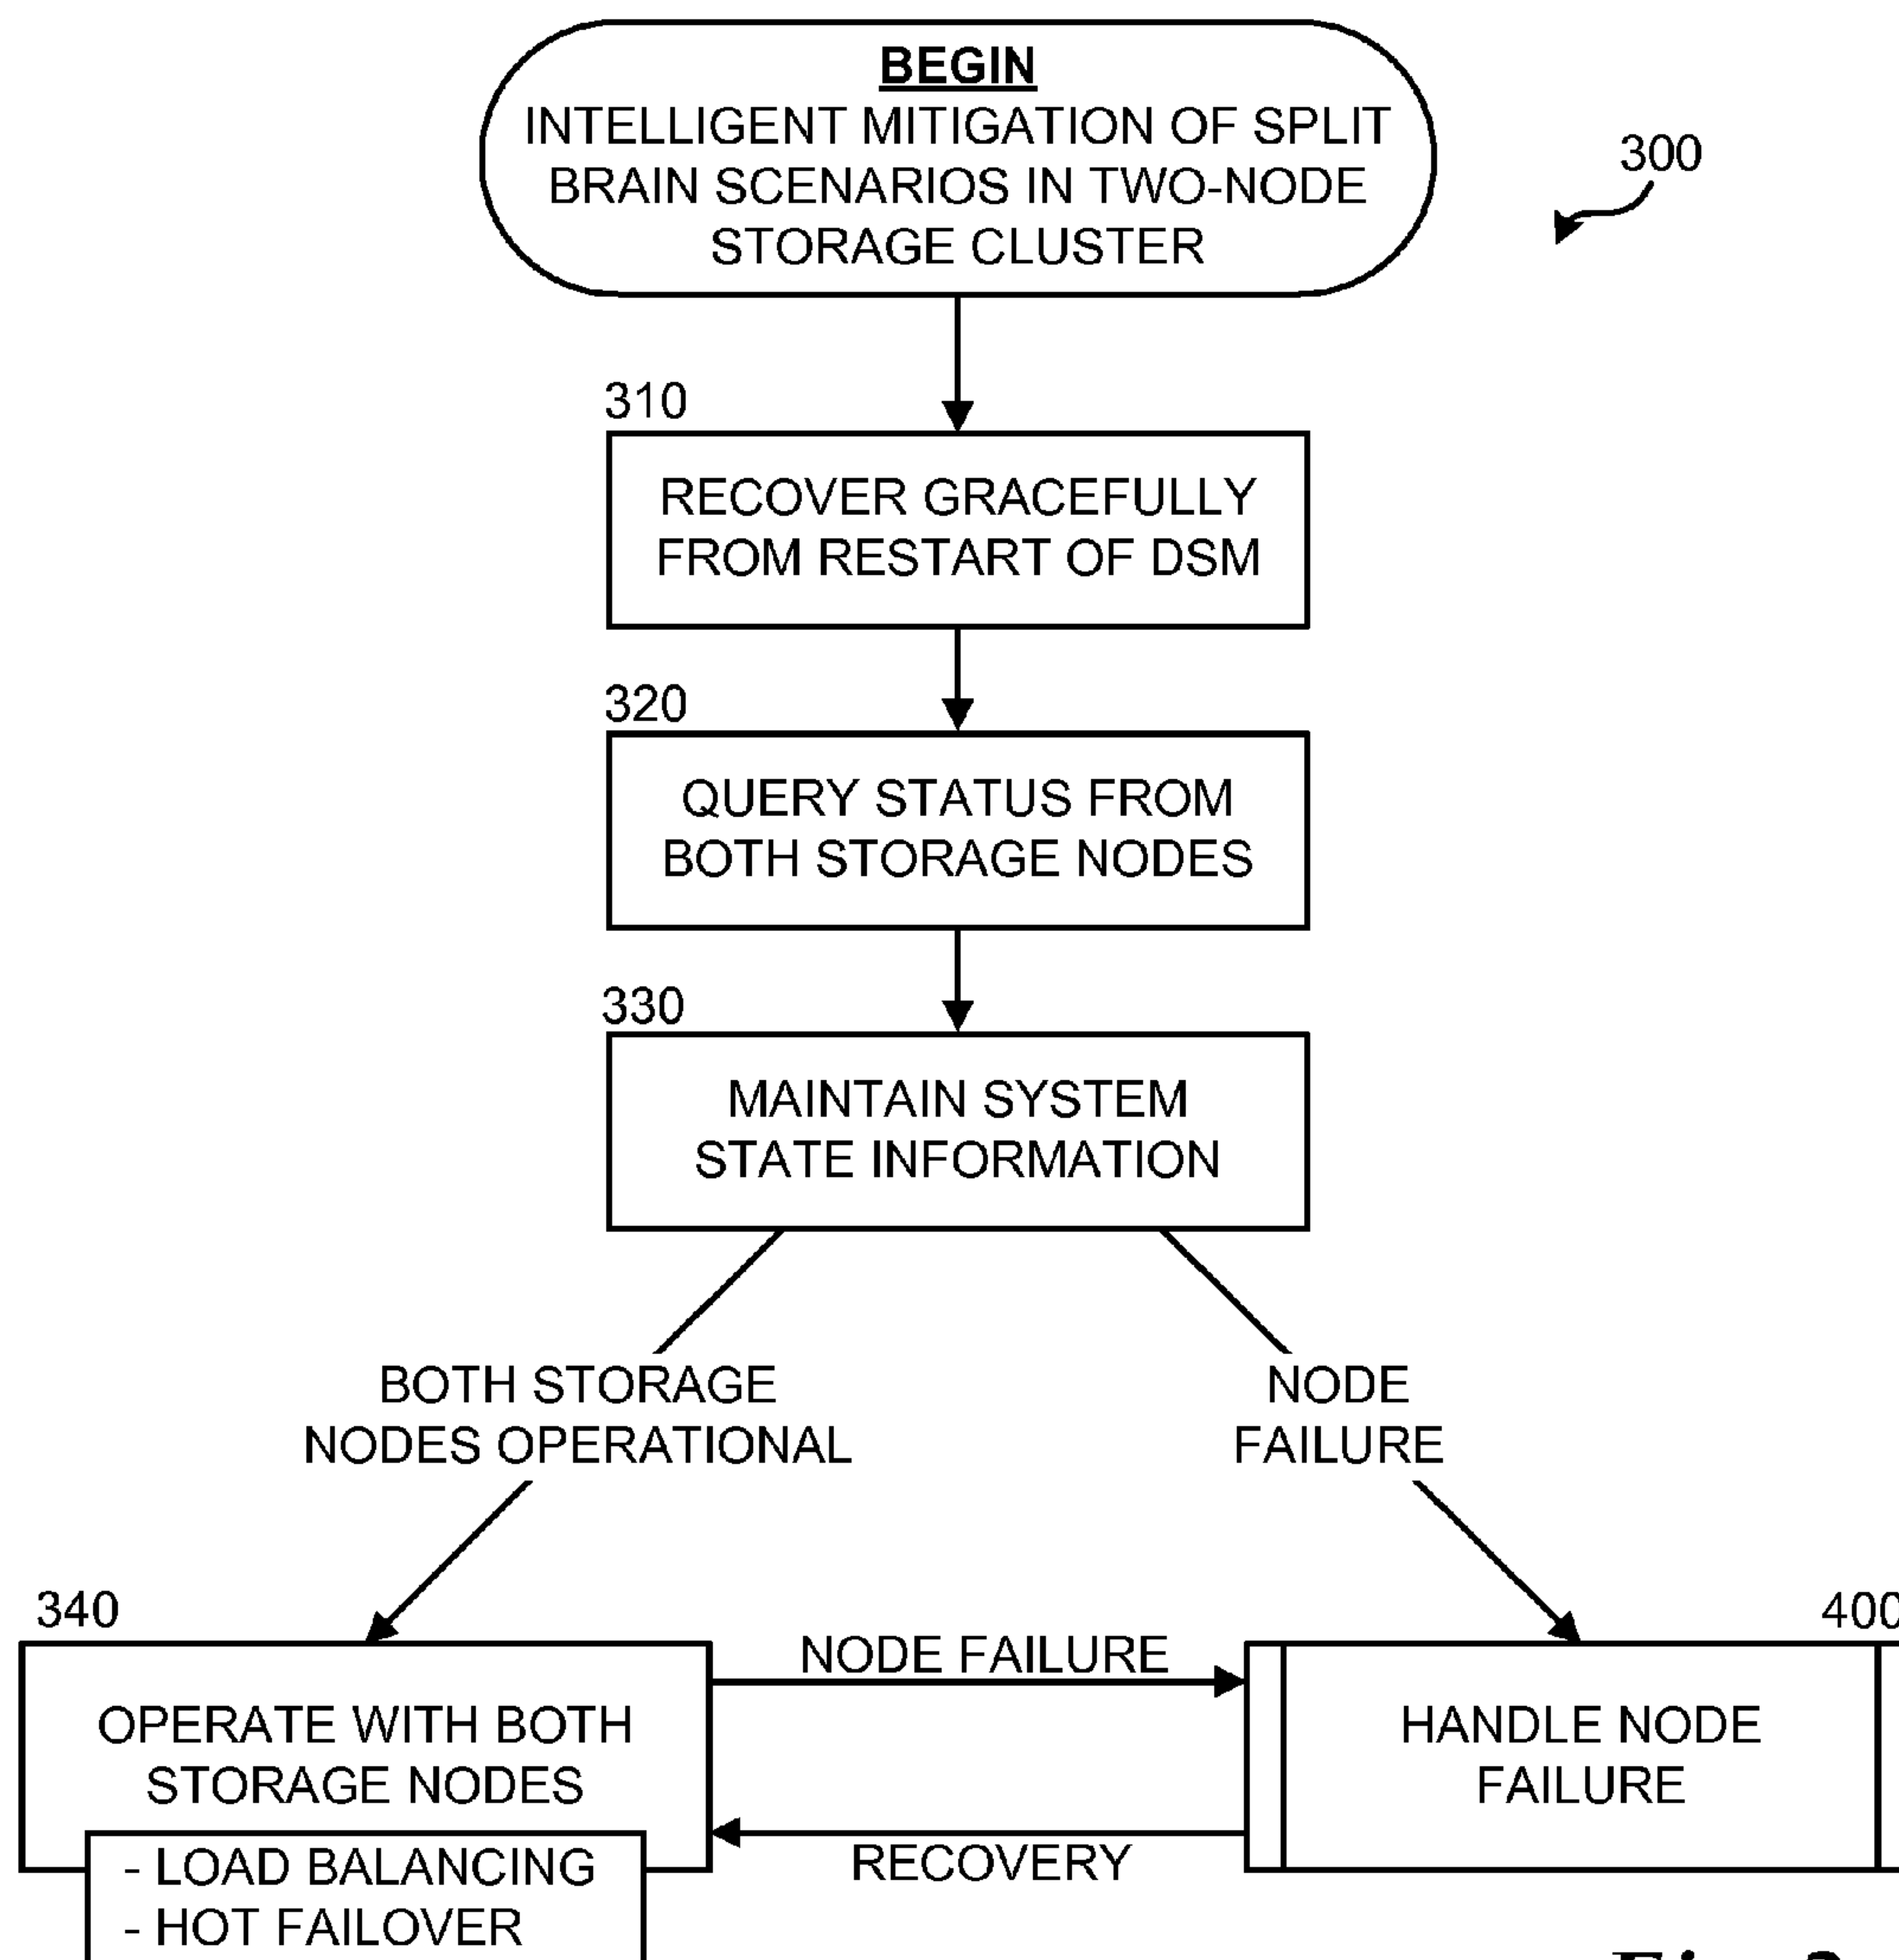 BEGIN
INTELLIGENT MITIGATION OF SPLIT
BRAIN SCENARIOS IN TWO-NODE
STORAGE CLUSTER
300
310
RECOVER GRACEFULLY
FROM RESTART OF DSM
320
QUERY STATUS FROM
BOTH STORAGE NODES
330
MAINTAIN SYSTEM
STATE INFORMATION
BOTH STORAGE
NODES OPERATIONAL
NODE
FAILURE
340
400
OPERATE WITH BOTH
STORAGE NODES
NODE FAILURE
HANDLE NODE
FAILURE
RECOVERY
- LOAD BALANCING
- HOT FAILOVER